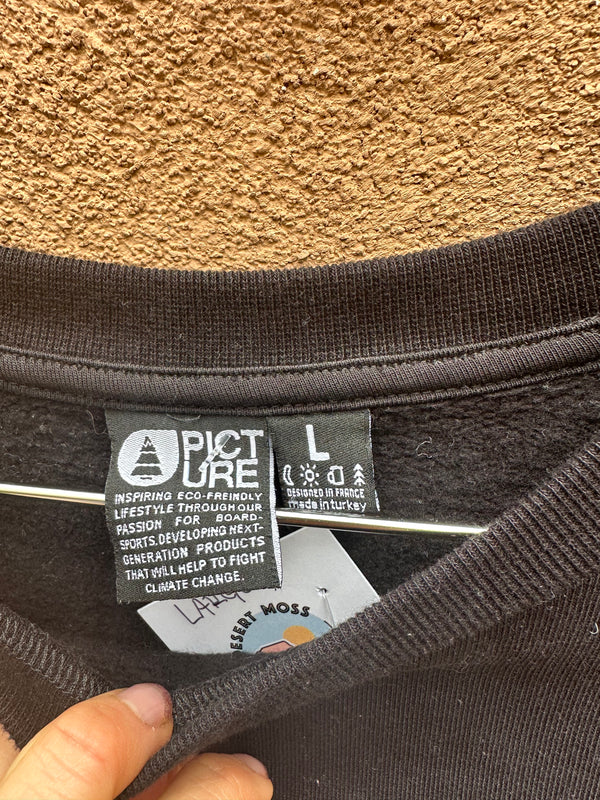 PICT
URE
INSPIRING ECO-FREINDLY
LIFESTYLE THROUGH OUR
PASSION FOR BOARD-
SPORTS. DEVELOPING NEXT-
GENERATION PRODUCTS
THAT WILL HELP TO FIGHT
CLIMATE CHANGE.
L
DESIGNED IN FRANCE
made in turkey
DESERT MOSS